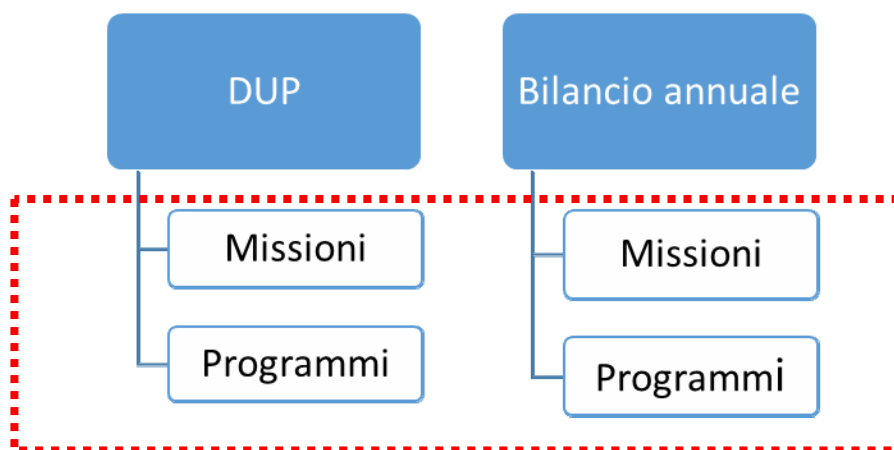 DUP
Missioni
Programmi
Bilancio annuale
Missioni
Programmi